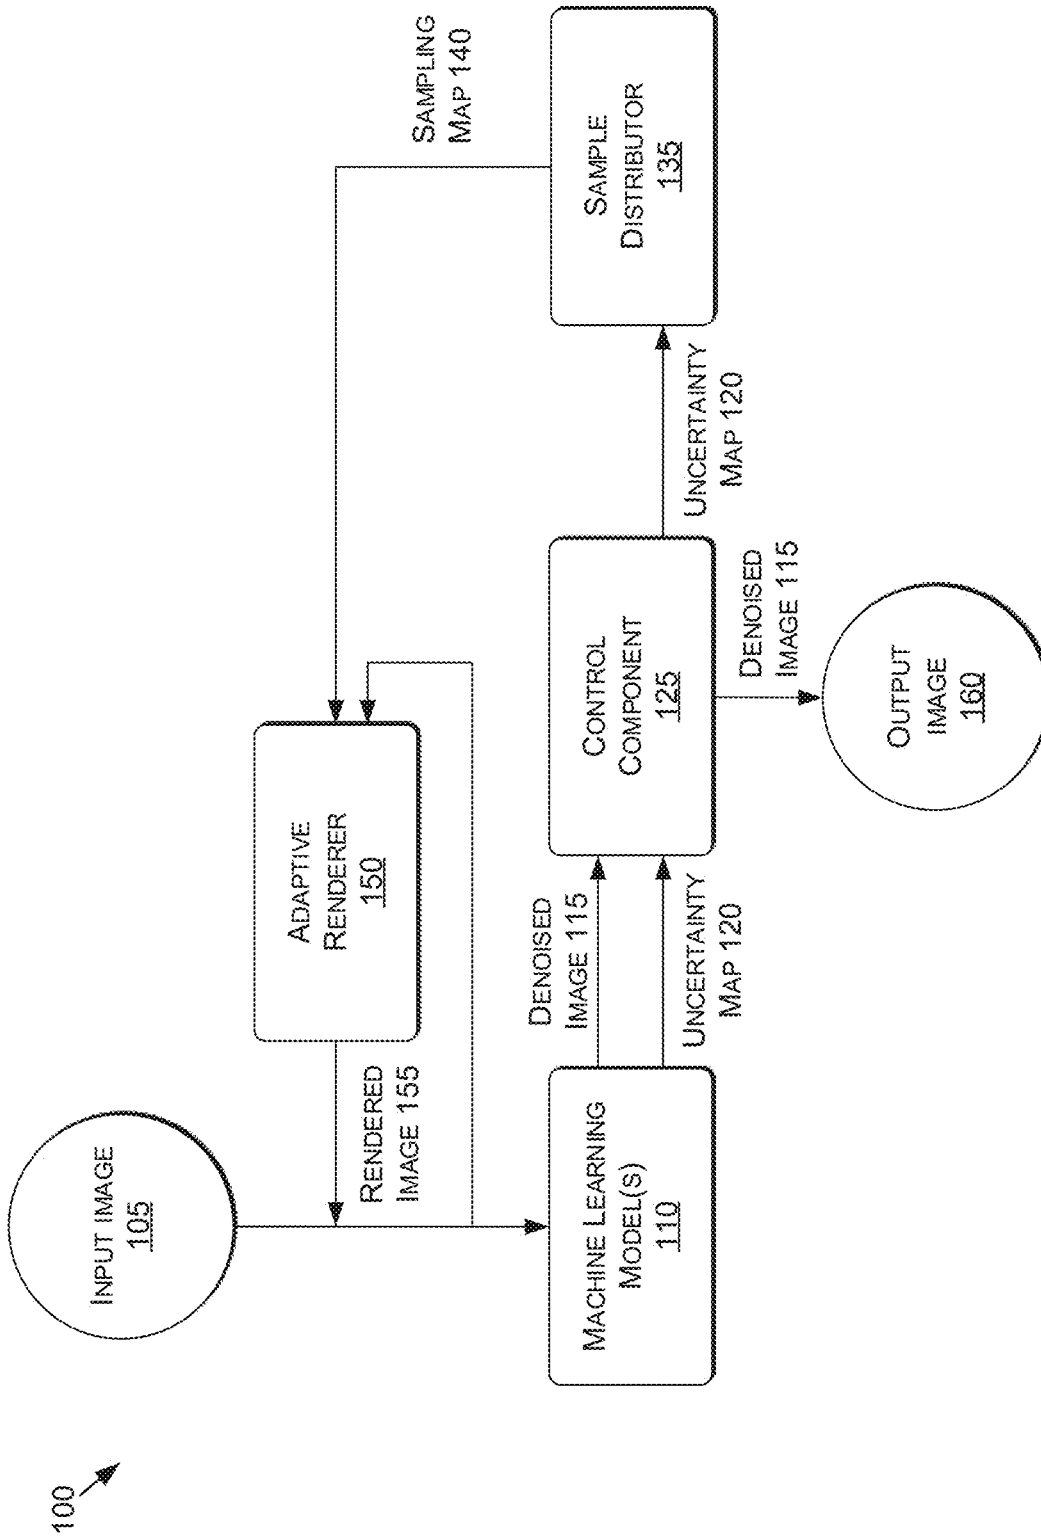 100
INPUT IMAGE
105
RENDERED
IMAGE 155
ADAPTIVE
RENDERER
150
SAMPLING
MAP 140
MACHINE LEARNING
MODEL(S)
110
DENOISED
IMAGE 115
UNCERTAINTY
MAP 120
CONTROL
COMPONENT
125
UNCERTAINTY
MAP 120
SAMPLE
DISTRIBUTOR
135
DENOISED
IMAGE 115
OUTPUT
IMAGE
160